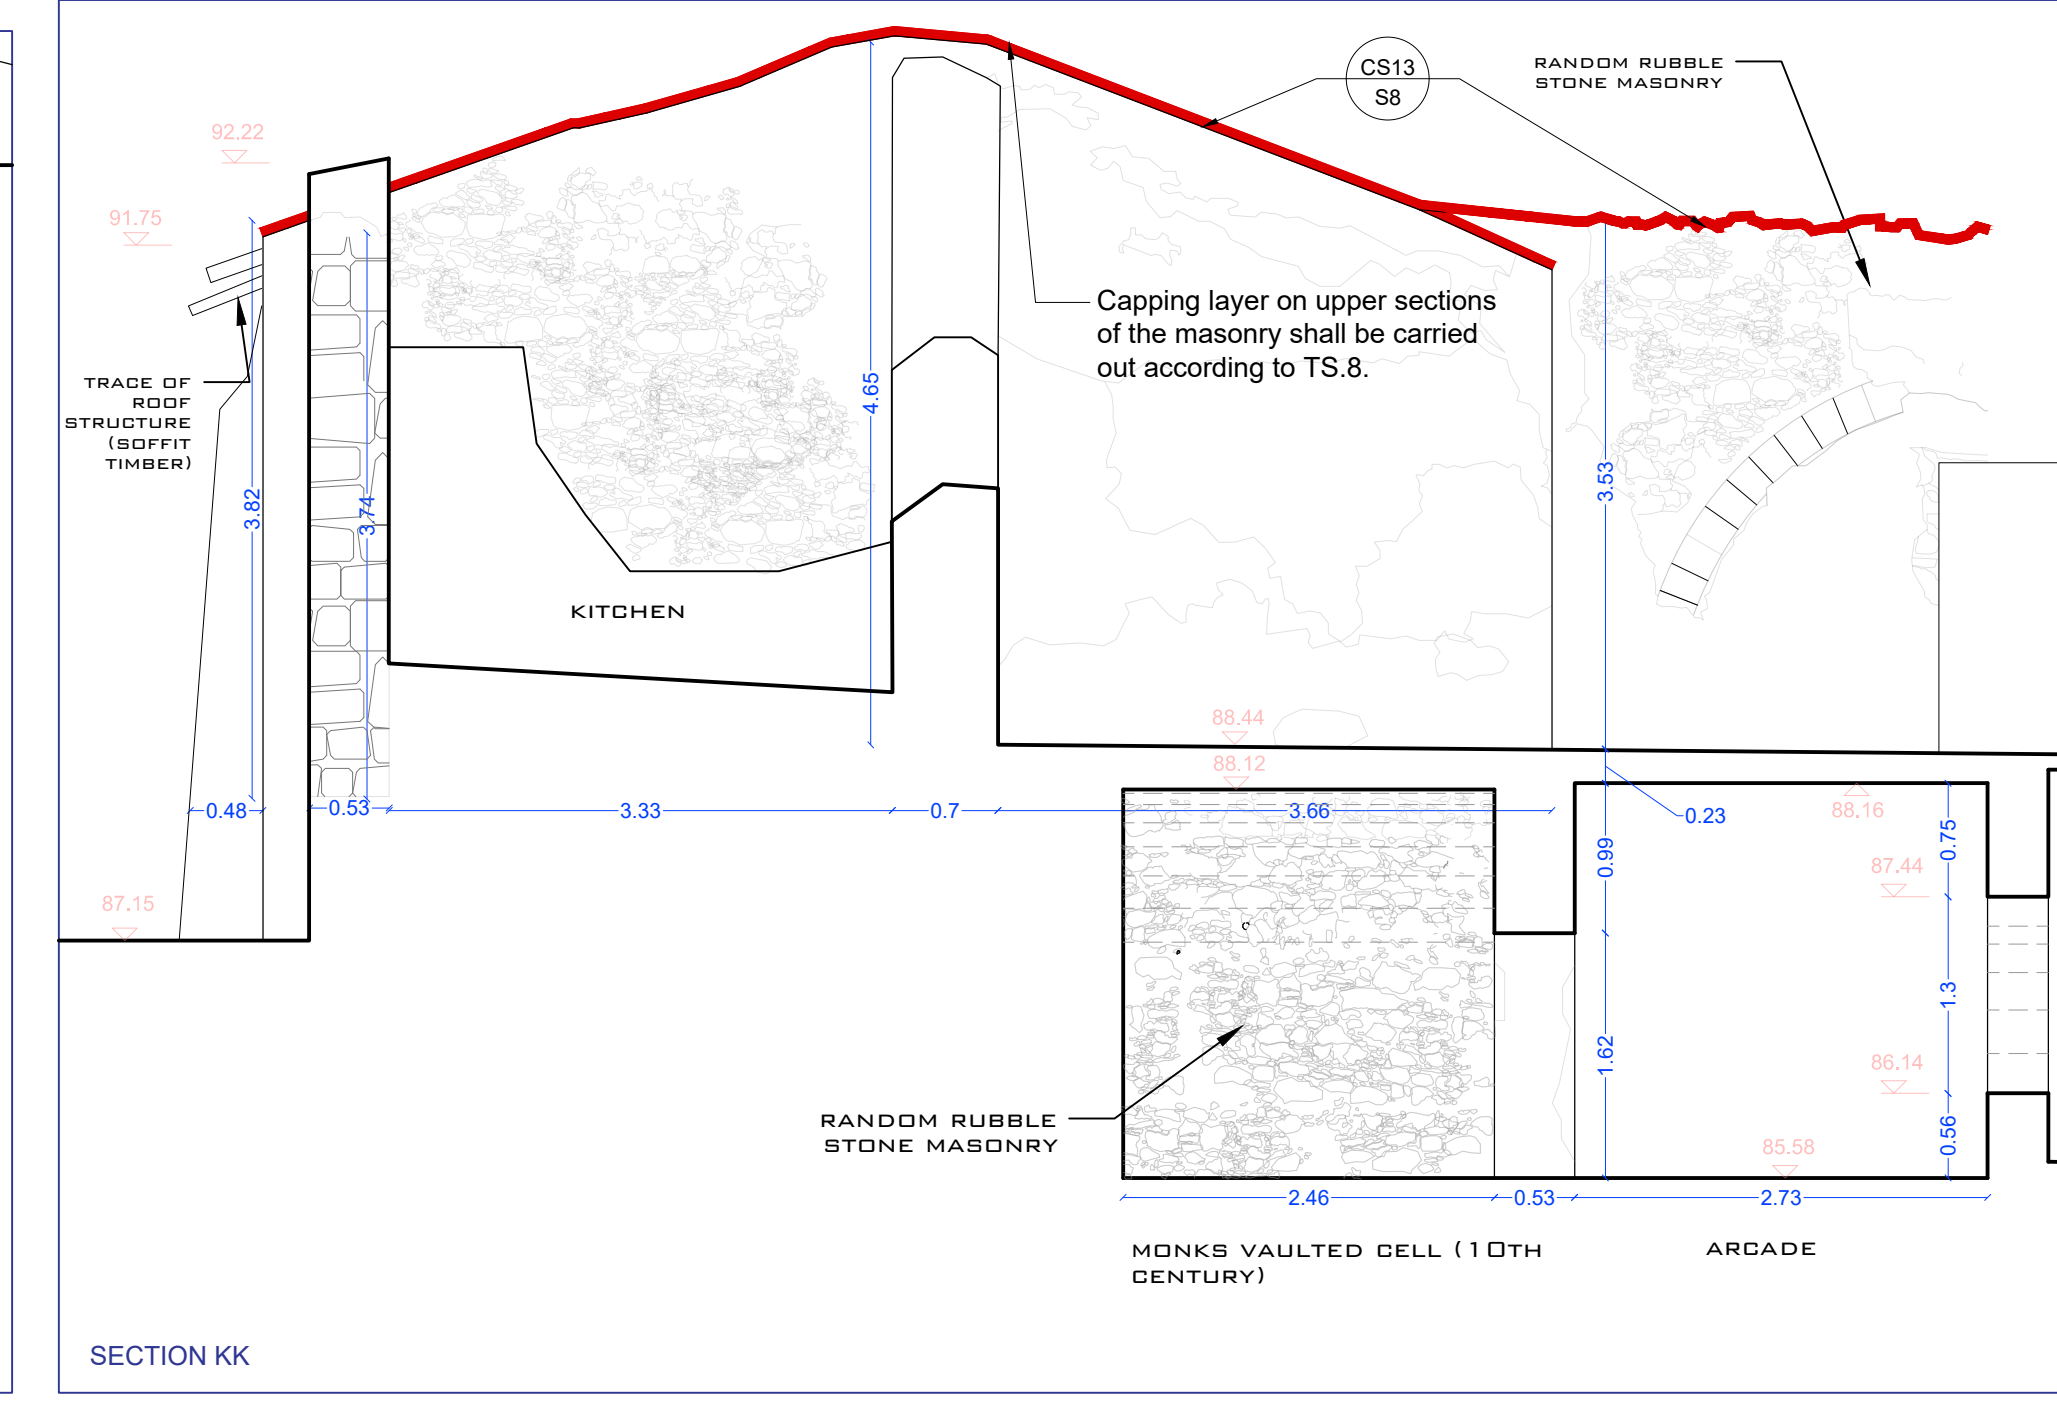 CS13
S8
RANDOM RUBBLE
STONE MASONRY
92.22
91.75
Capping layer on upper sections
of the masonry shall be carried
out according to TS.8.
TRACE OF
ROOF
STRUCTURE
(SOFFIT
TIMBER)
3.82
3.74
4.65
3.53
KITCHEN
88.44
88.12
0.48
0.53
3.33
0.7
3.66
0.23
88.16
0.99
0.75
87.44
87.15
1.3
1.62
86.14
0.56
RANDOM RUBBLE
STONE MASONRY
85.58
2.46
0.53
2.73
MONKS VAULTED CELL (10TH
CENTURY)
ARCADE
SECTION KK